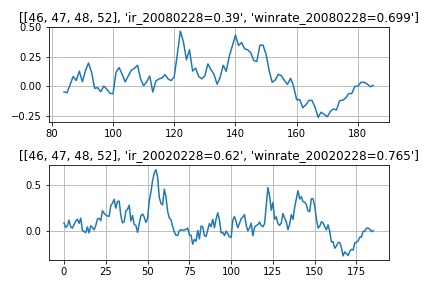 [[46, 47, 48, 52], 'ir_20080228=0.39', 'winrate_20080228=0.699']
0.50
0.25
0.00
−0.25
80 100 120 140 160 180
[[46, 47, 48, 52], 'ir_20020228=0.62', 'winrate_20020228=0.765']
0.5
0.0
0 25 50 75 100 125 150 175